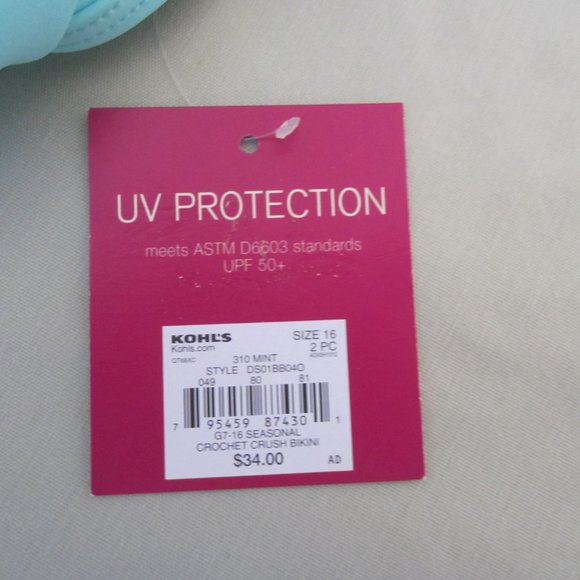 UV PROTECTION
meets ASTM D6603 standards
UPF 50+
KOHL'S SIZE 16
Kohls.com 2 PC
310 MINT
STYLE DS01BB04O
049 80 81
7 95459 87430 1
G7-16 SEASONAL
CROCHET CRUSH BIKINI
$34.00 AD